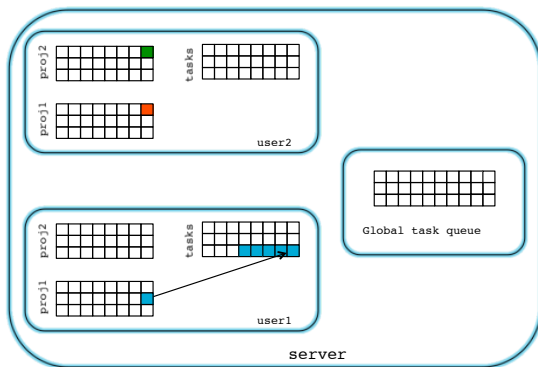 proj2
tasks
proj1
user2
Global task queue
proj2
tasks
proj1
user1
server